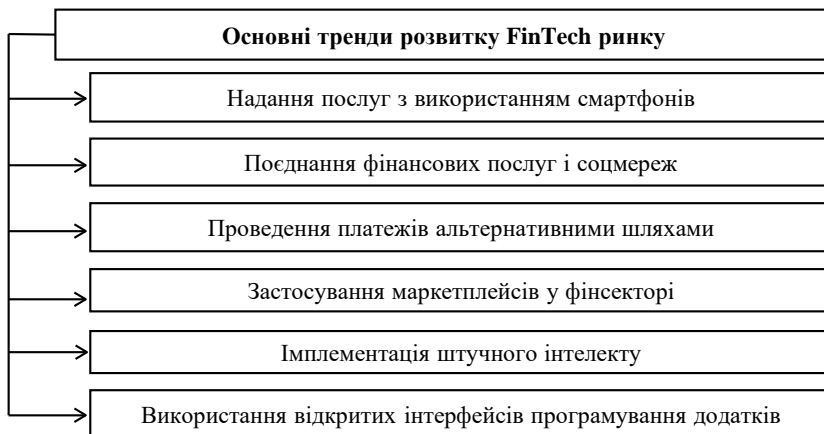 Основні тренди розвитку FinTech ринку
Надання послуг з використанням смартфонів
Поєднання фінансових послуг і соцмереж
Проведення платежів альтернативними шляхами
Застосування маркетплейсів у фінсекторі
Імплементація штучного інтелекту
Використання відкритих інтерфейсів програмування додатків